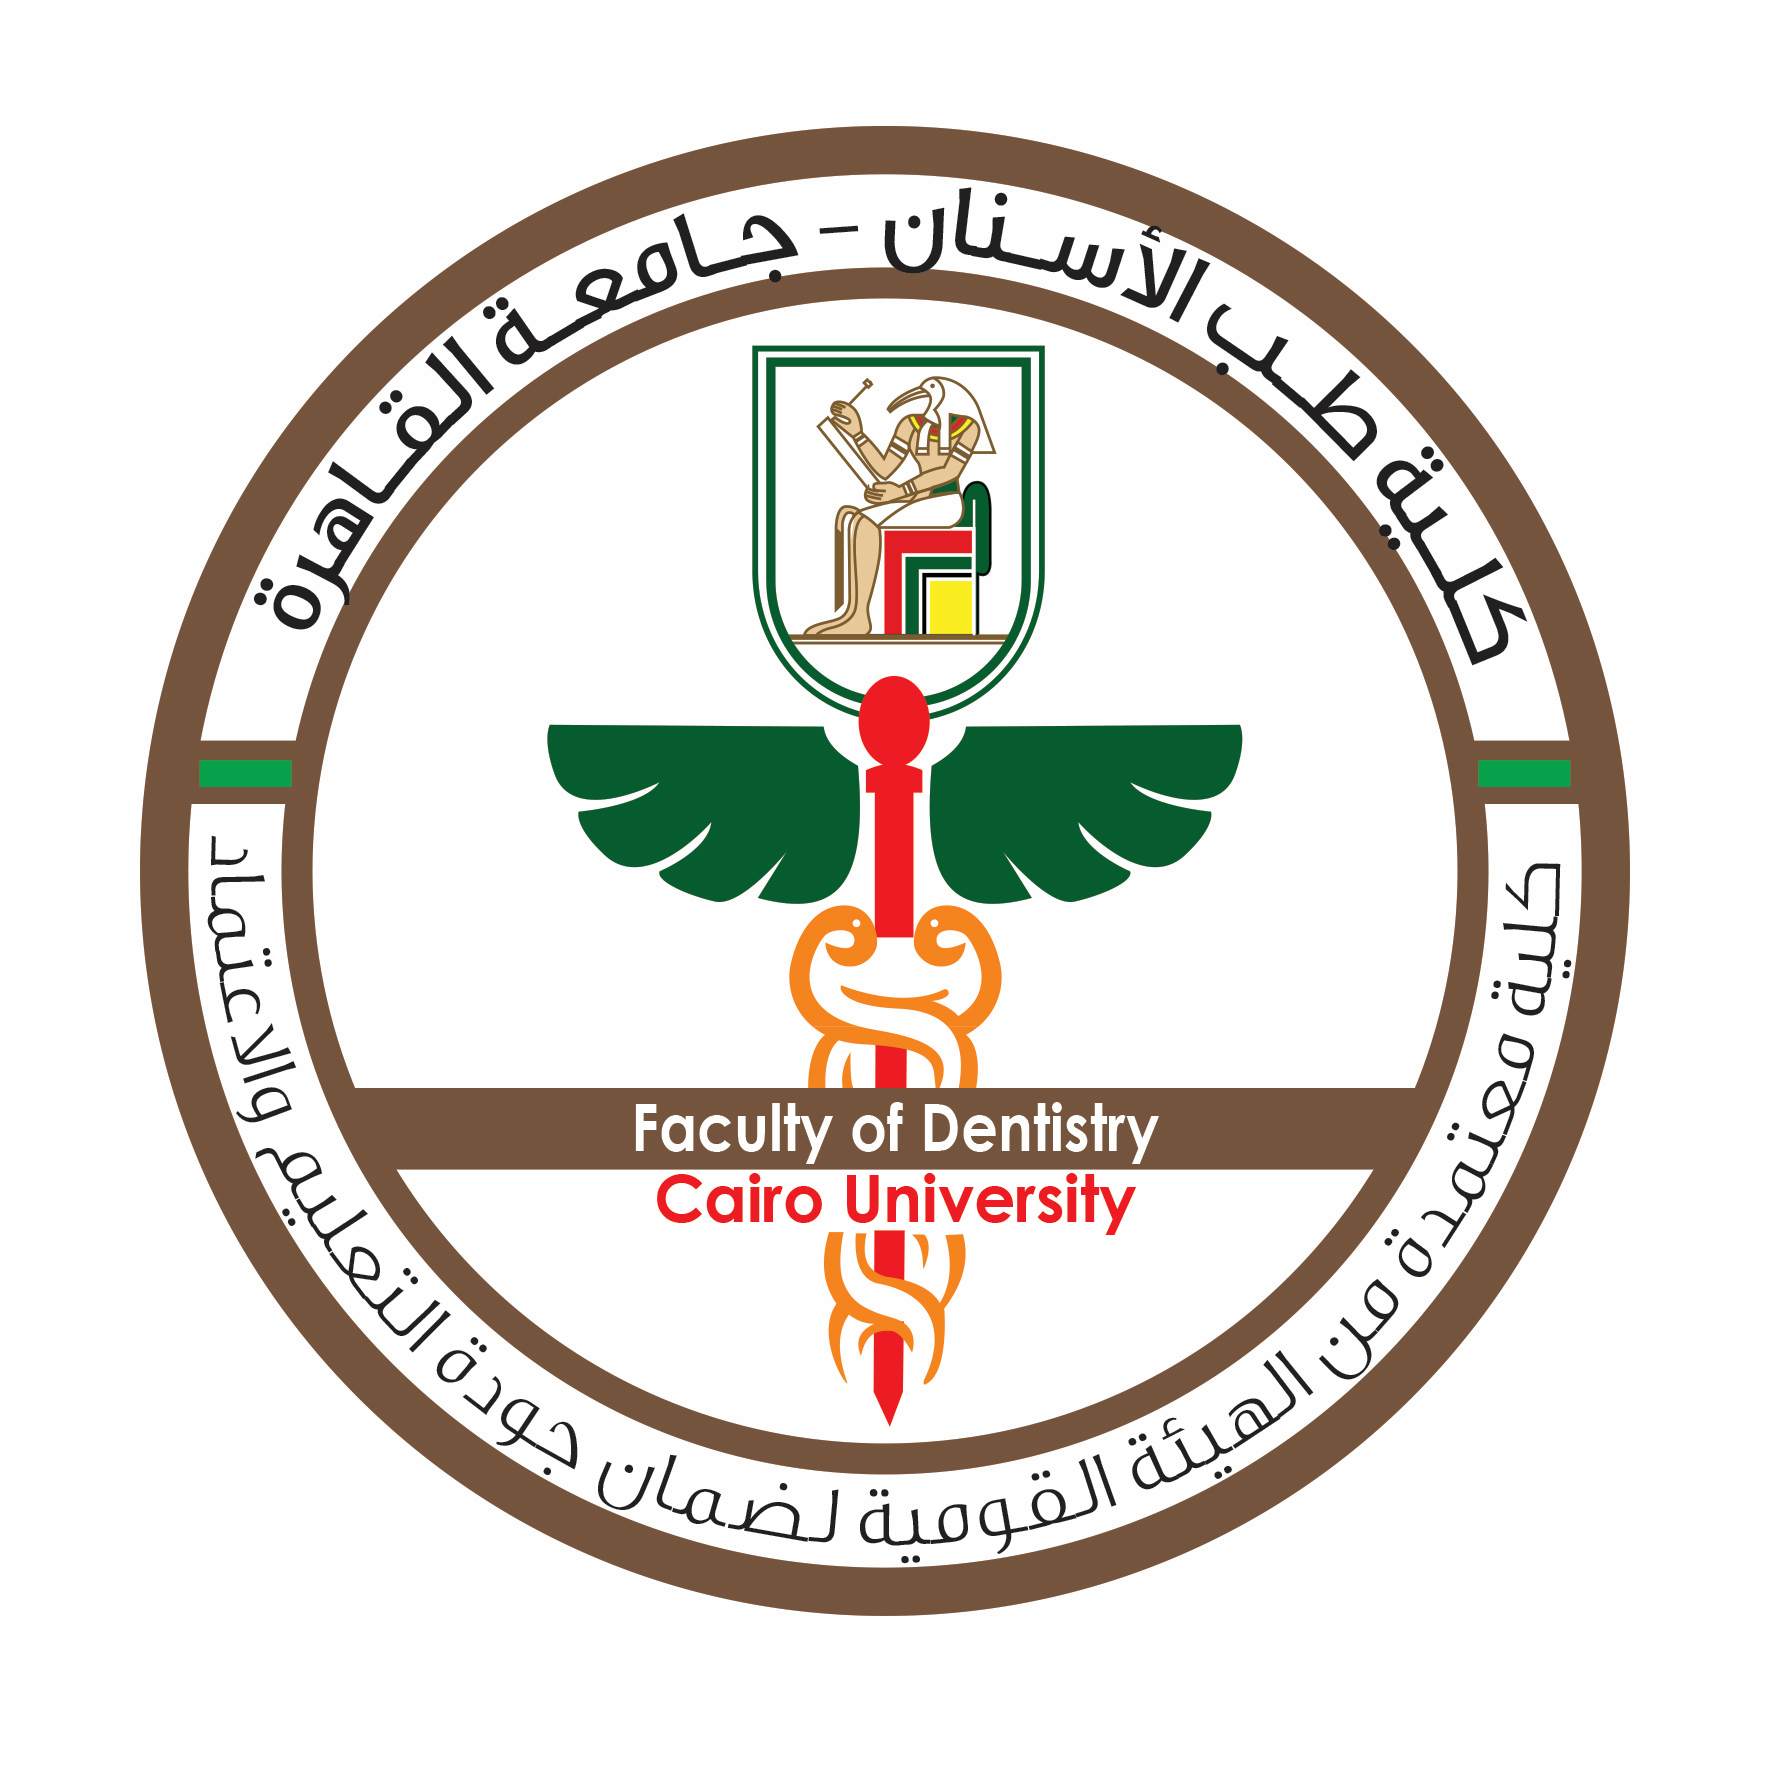 كلية طب الأسنان - جامعة القاهرة
Faculty of Dentistry
Cairo University
كلية معتمدة من الهيئة القومية لضمان جودة التعليم والاعتماد